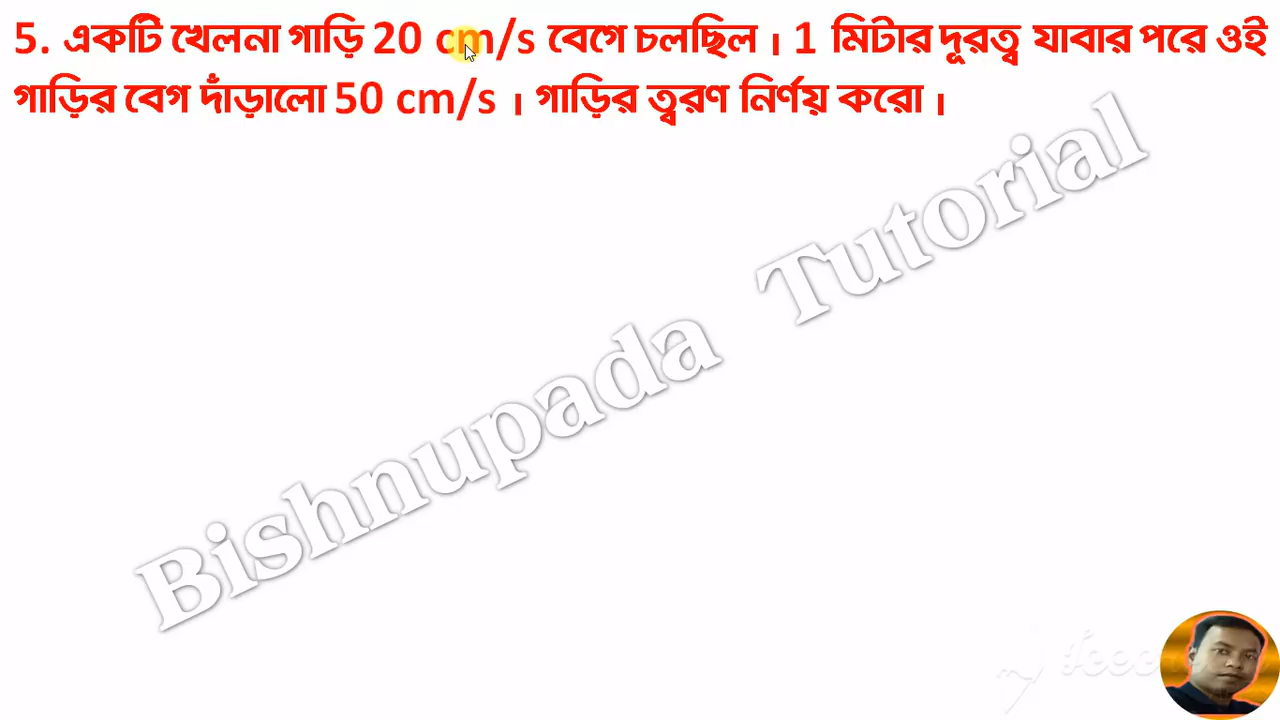 5. একটি খেলনা গাড়ি 20 cm/s বেগে চলছিল । 1 মিটার দূরত্ব যাবার পরে ওই
গাড়ির বেগ দাঁড়ালো 50 cm/s । গাড়ির ত্বরণ নির্ণয় করো ।
Bishnupada Tutorial